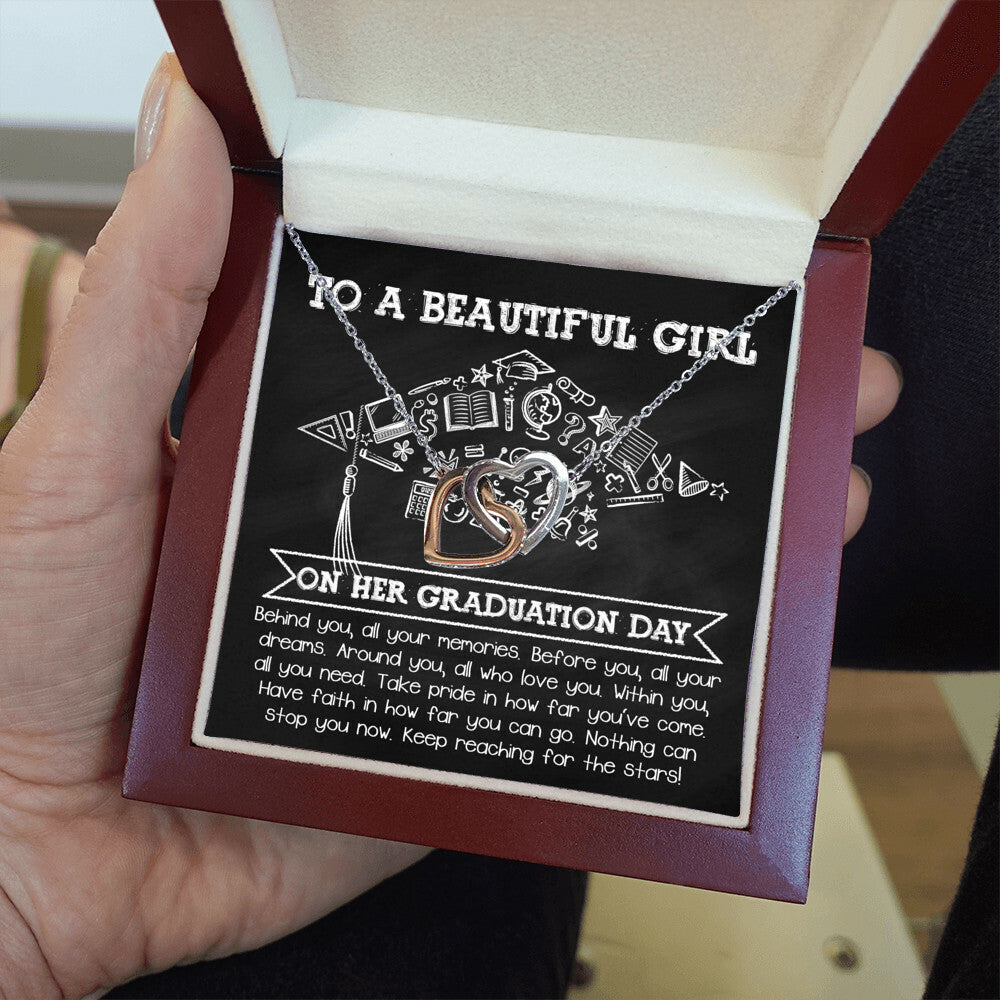 TO A BEAUTIFUL GIRL
ON HER GRADUATION DAY
Behind you, all your memories. Before you, all your
dreams. Around you, all who love you. Within you,
all you need. Take pride in how far you've come.
Have faith in how far you can go. Nothing can
stop you now. Keep reaching for the stars!